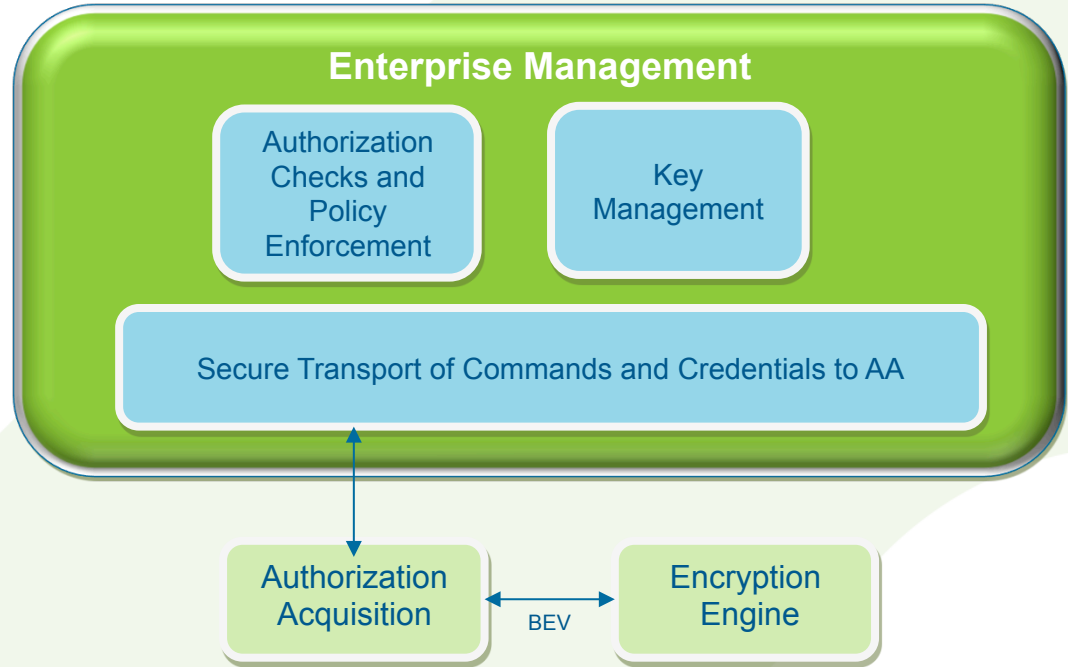 Enterprise Management
Authorization
Checks and
Policy
Enforcement
Key
Management
Secure Transport of Commands and Credentials to AA
Authorization
Acquisition
BEV
Encryption
Engine